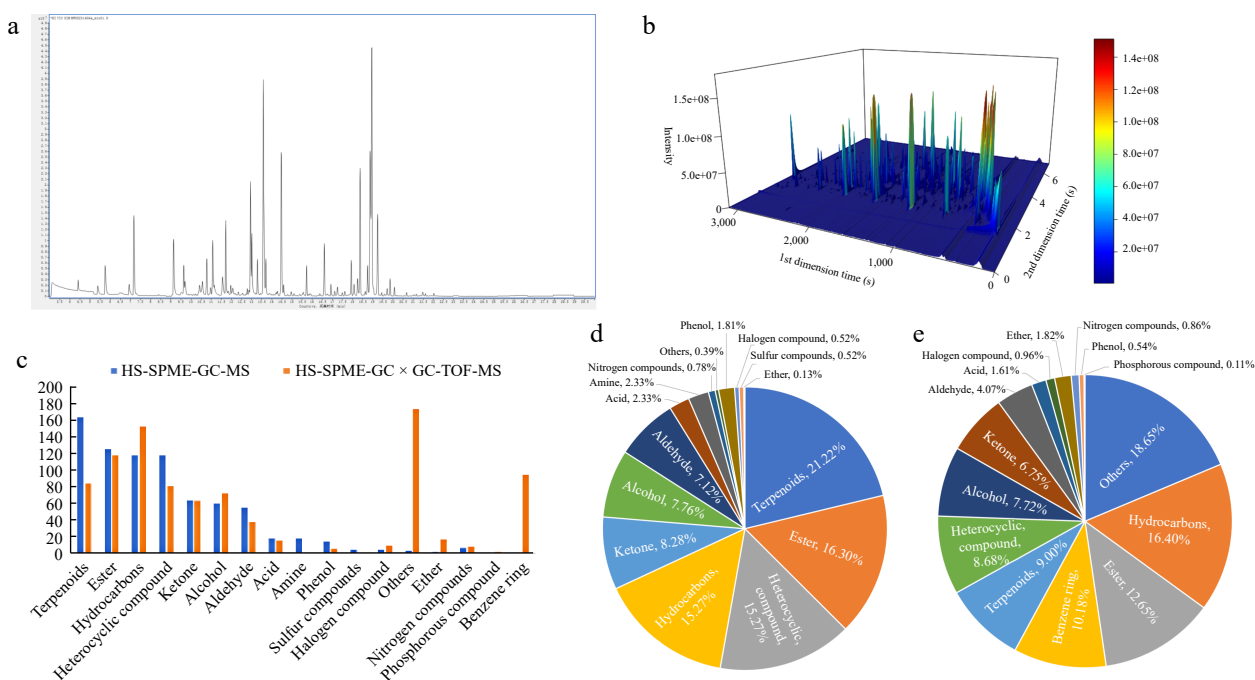 a
b
Intensity
1.5e+08
1.0e+08
5.0e+07
0
3,000
2,000
1,000
0
1st dimension time (s)
0
2
4
6
2nd dimension time (s)
1.4e+08
1.2e+08
1.0e+08
8.0e+07
6.0e+07
4.0e+07
2.0e+07
c
HS-SPME-GC-MS
HS-SPME-GC × GC-TOF-MS
200
180
160
140
120
100
80
60
40
20
0
Terpenoids
Ester
Hydrocarbons
Heterocyclic compound
Ketone
Alcohol
Aldehyde
Acid
Amine
Phenol
Sulfur compounds
Halogen compound
Others
Ether
Nitrogen compounds
Phosphorous compound
Benzene ring
d
Phenol, 1.81%
Halogen compound, 0.52%
Others, 0.39%
Sulfur compounds, 0.52%
Nitrogen compounds, 0.78%
Ether, 0.13%
Amine, 2.33%
Acid, 2.33%
Aldehyde, 7.12%
Terpenoids, 21.22%
Alcohol, 7.76%
Ketone, 8.28%
Ester, 16.30%
Hydrocarbons,
15.27%
Heterocyclic,
compound,
15.27%
e
Nitrogen compounds, 0.86%
Ether, 1.82%
Phenol, 0.54%
Halogen compound, 0.96%
Phosphorous compound, 0.11%
Acid, 1.61%
Aldehyde, 4.07%
Ketone, 6.75%
Others, 18.65%
Alcohol, 7.72%
Hydrocarbons,
16.40%
Heterocyclic,
compound,
8.68%
Terpenoids, 9.00%
Ester, 12.65%
Benzene ring,
10.18%